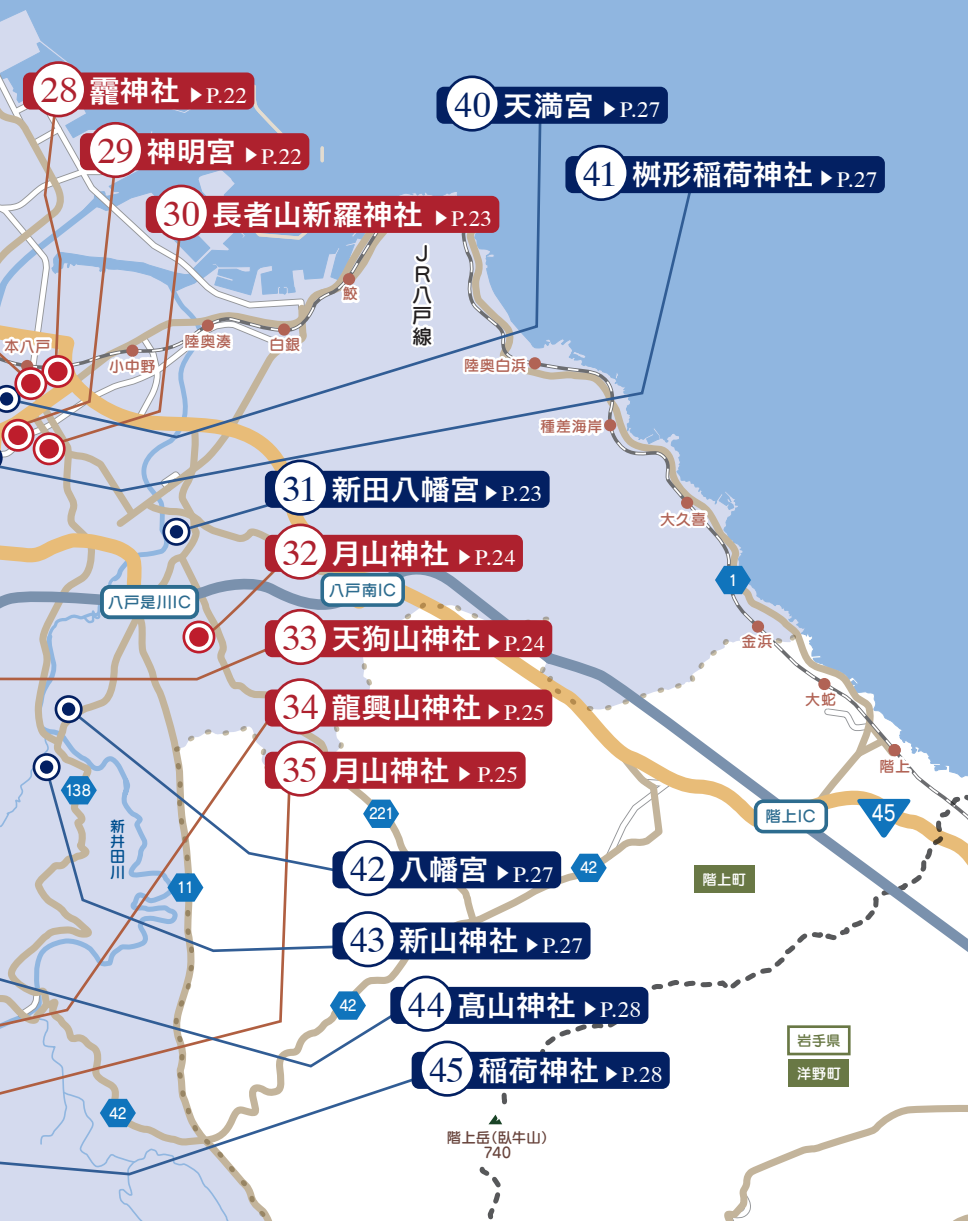 28 龗神社 ▶P.22
29 神明宮 ▶P.22
30 長者山新羅神社 ▶P.23
40 天満宮 ▶P.27
41 桝形稲荷神社 ▶P.27
JR八戸線
鮫
白銀
陸奥湊
小中野
本八戸
陸奥白浜
種差海岸
大久喜
31 新田八幡宮 ▶P.23
32 月山神社 ▶P.24
八戸南IC
八戸是川IC
1
33 天狗山神社 ▶P.24
金浜
大蛇
34 龍興山神社 ▶P.25
35 月山神社 ▶P.25
階上
138
新井田川
221
階上IC
45
42 八幡宮 ▶P.27
42
階上町
11
43 新山神社 ▶P.27
42
44 髙山神社 ▶P.28
岩手県
洋野町
45 稲荷神社 ▶P.28
42
階上岳(臥牛山)
740